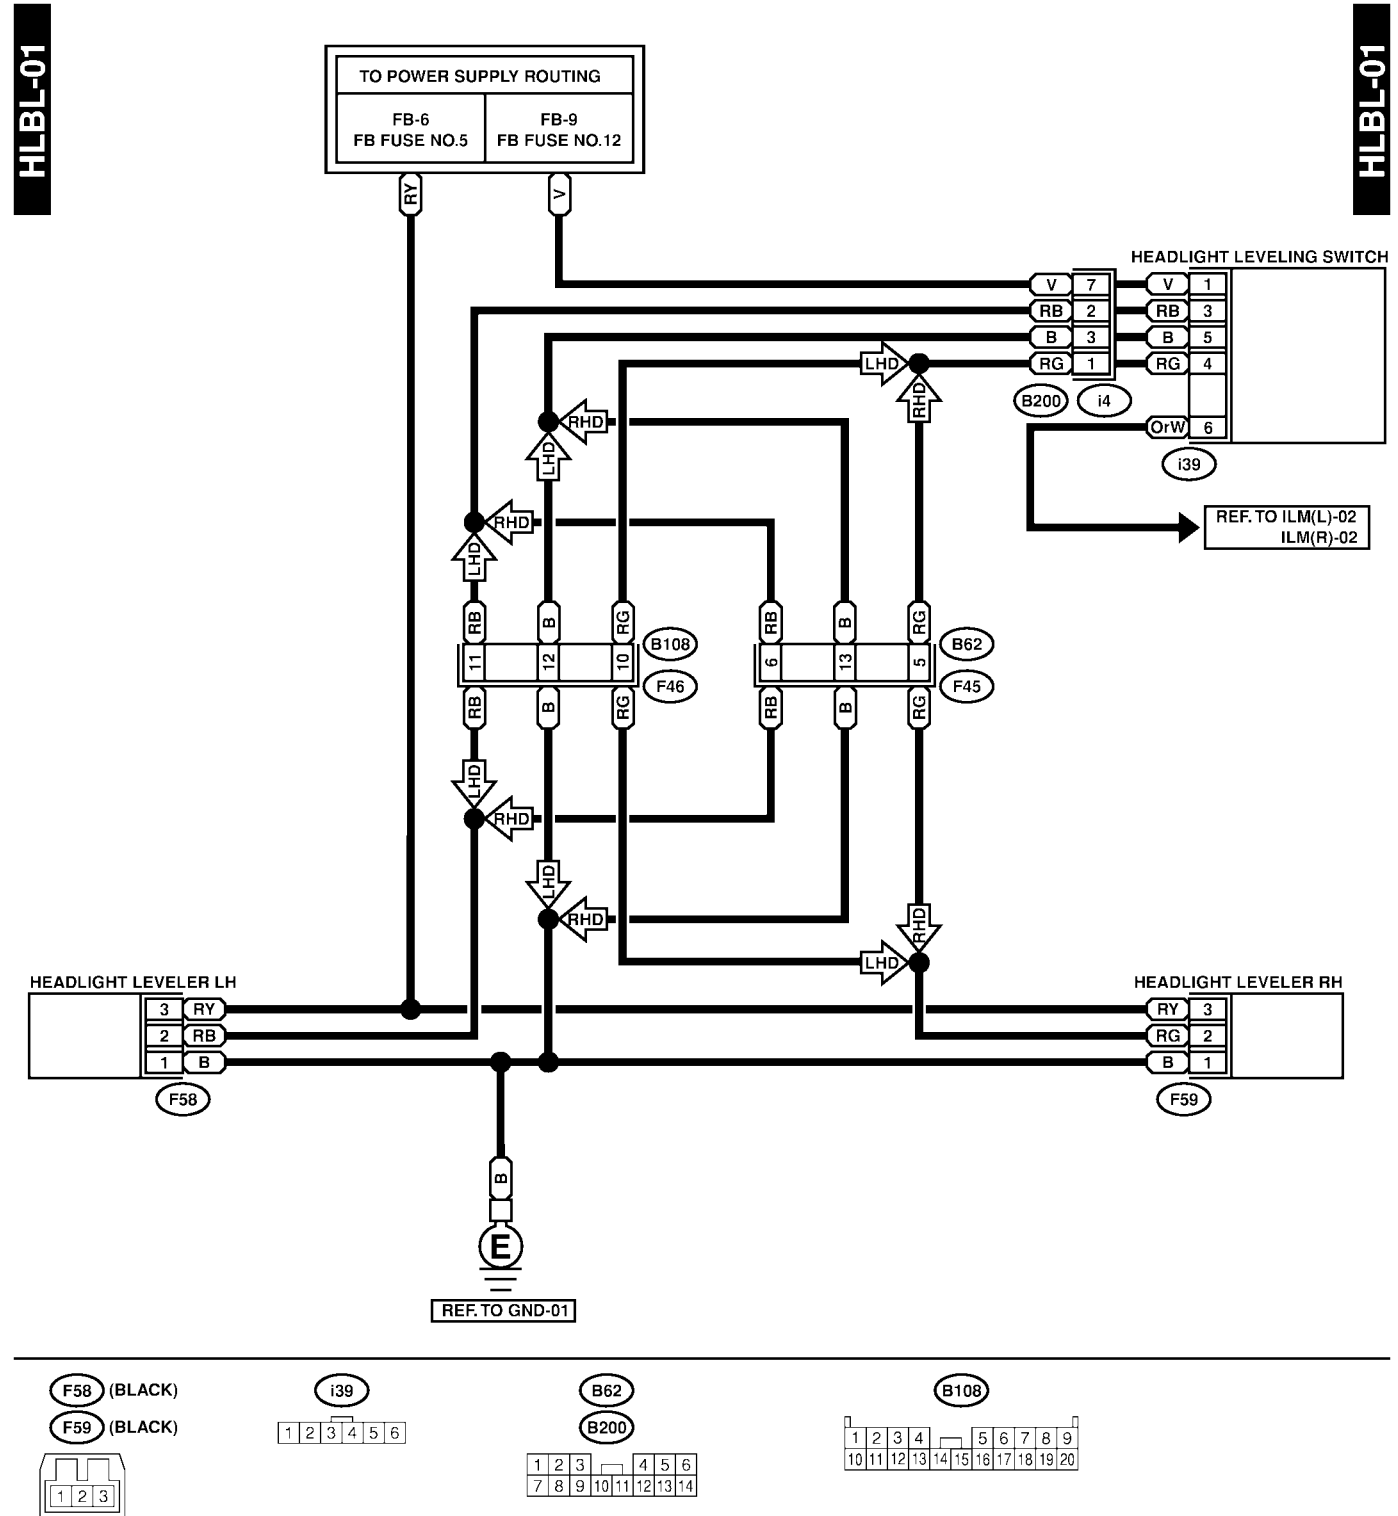 HLBL-01
HLBL-01
TO POWER SUPPLY ROUTING
FB-6
FB FUSE NO.5
FB-9
FB FUSE NO.12
RY
V
HEADLIGHT LEVELING SWITCH
V 7 V 1
RB 2 RB 3
B 3 B 5
LHD RG 1 RG 4
RHD
B200 i4
RHD
OrW 6
LHD
i39
RHD
REF. TO ILM(L)-02
ILM(R)-02
LHD
RB B RG RB B RG
B108 B62
11 12 10 6 13 5
F46 F45
RB B RG RB B RG
LHD
RHD
LHD
RHD
RHD
LHD
HEADLIGHT LEVELER LH
HEADLIGHT LEVELER RH
3 RY RY 3
2 RB RG 2
1 B B 1
F58 F59
B
E
REF. TO GND-01
F58 (BLACK)
F59 (BLACK)
1 2 3
i39
1 2 3 4 5 6
B62
B200
1 2 3 4 5 6
7 8 9 10 11 12 13 14
B108
1 2 3 4 5 6 7 8 9
10 11 12 13 14 15 16 17 18 19 20